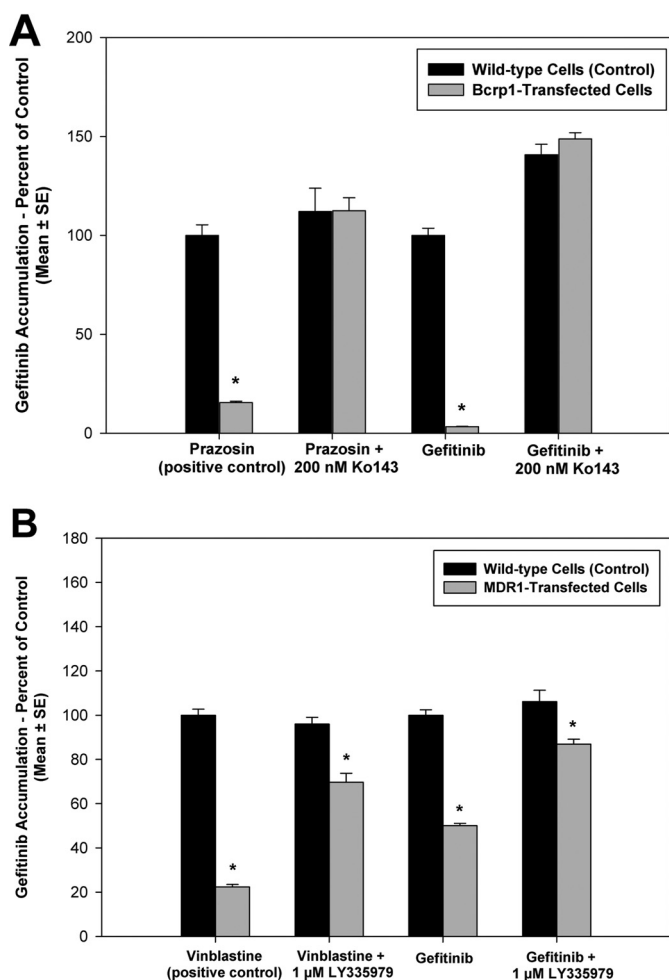 A
Gefitinib Accumulation - Percent of Control
(Mean ± SE)
200
150
100
50
0
Wild-type Cells (Control)
Bcrp1-Transfected Cells
*
*
Prazosin
(positive control)
Prazosin +
200 nM Ko143
Gefitinib
Gefitinib +
200 nM Ko143
B
Gefitinib Accumulation - Percent of Control
(Mean ± SE)
180
160
140
120
100
80
60
40
20
0
Wild-type Cells (Control)
MDR1-Transfected Cells
*
*
*
*
Vinblastine
(positive control)
Vinblastine +
1 µM LY335979
Gefitinib
Gefitinib +
1 µM LY335979